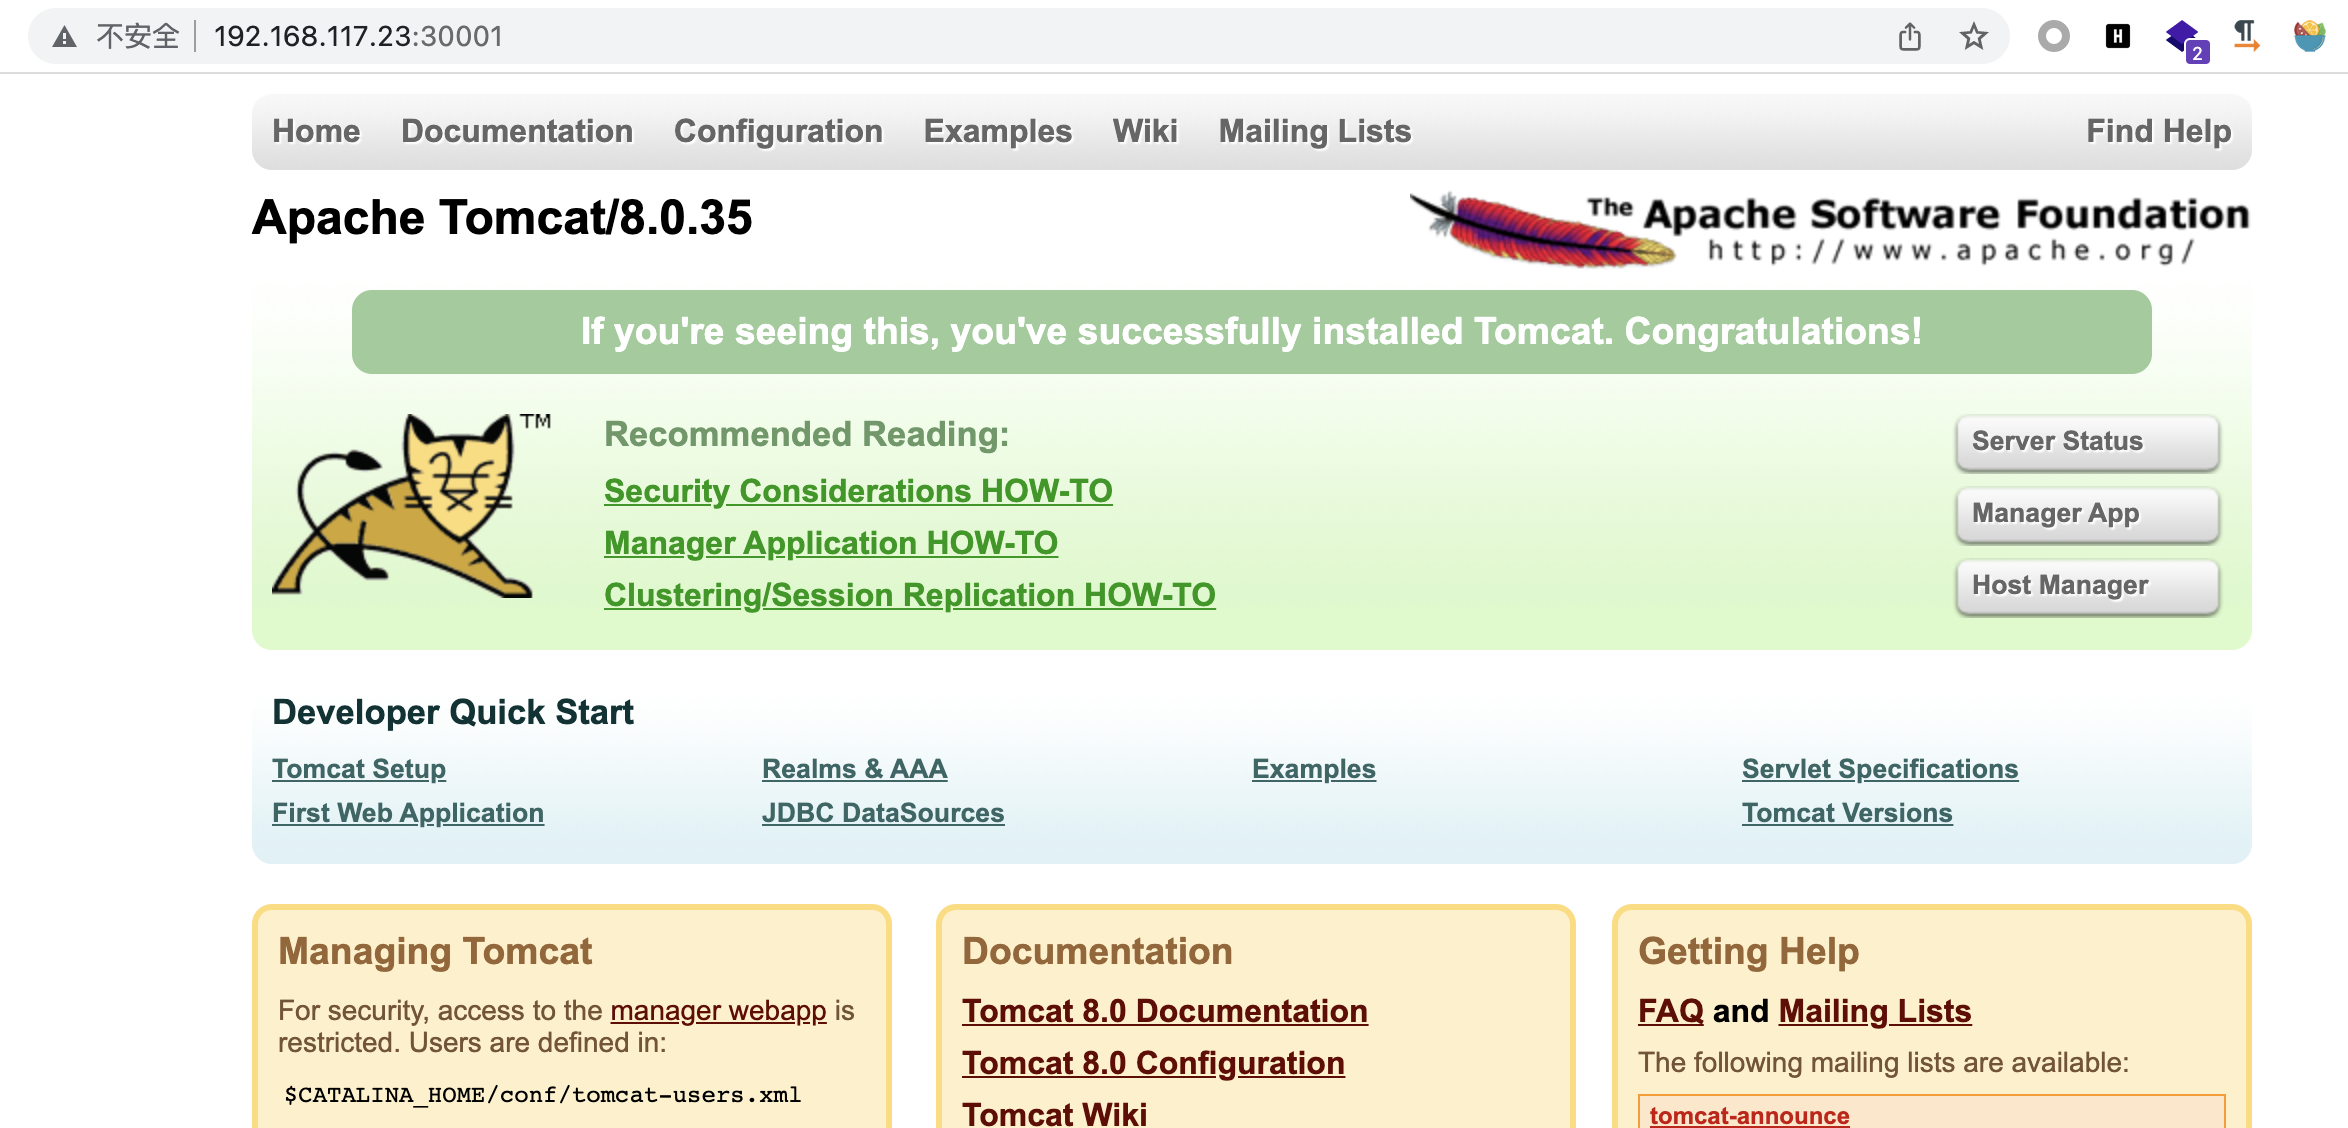 不安全 192.168.117.23:30001
H
2
¶
Home Documentation Configuration Examples Wiki Mailing Lists Find Help
Apache Tomcat/8.0.35
The Apache Software Foundation
http://www.apache.org/
If you're seeing this, you've successfully installed Tomcat. Congratulations!
TM
Recommended Reading:
Security Considerations HOW-TO
Manager Application HOW-TO
Clustering/Session Replication HOW-TO
Server Status
Manager App
Host Manager
Developer Quick Start
Tomcat Setup
First Web Application
Realms & AAA
JDBC DataSources
Examples
Servlet Specifications
Tomcat Versions
Managing Tomcat
For security, access to the manager webapp is
restricted. Users are defined in:
$CATALINA_HOME/conf/tomcat-users.xml
Documentation
Tomcat 8.0 Documentation
Tomcat 8.0 Configuration
Tomcat Wiki
Getting Help
FAQ and Mailing Lists
The following mailing lists are available:
tomcat-announce